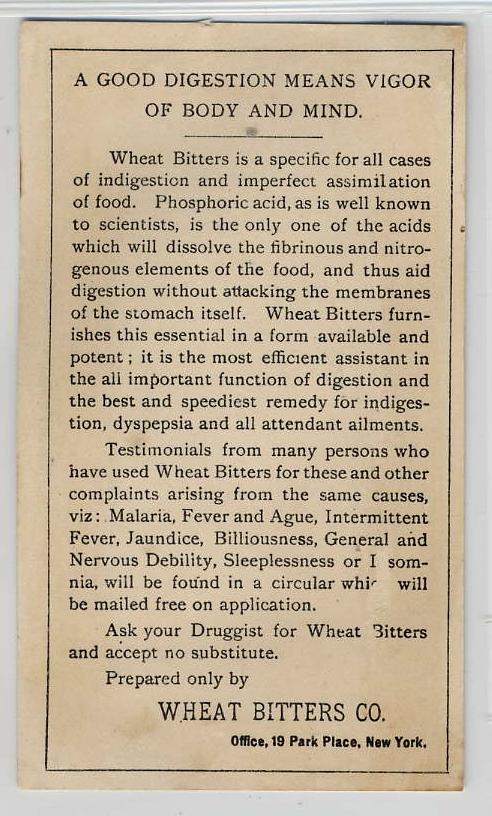 A GOOD DIGESTION MEANS VIGOR
OF BODY AND MIND.
Wheat Bitters is a specific for all cases
of indigestion and imperfect assimilation
of food. Phosphoric acid, as is well known
to scientists, is the only one of the acids
which will dissolve the fibrinous and nitro-
genous elements of the food, and thus aid
digestion without attacking the membranes
of the stomach itself. Wheat Bitters furn-
ishes this essential in a form available and
potent; it is the most efficient assistant in
the all important function of digestion and
the best and speediest remedy for indiges-
tion, dyspepsia and all attendant ailments.
Testimonials from many persons who
have used Wheat Bitters for these and other
complaints arising from the same causes,
viz: Malaria, Fever and Ague, Intermittent
Fever, Jaundice, Billiousness, General and
Nervous Debility, Sleeplessness or I som-
nia, will be found in a circular whi will
be mailed free on application.
Ask your Druggist for Wheat Bitters
and accept no substitute.
Prepared only by
WHEAT BITTERS CO.
Office, 19 Park Place, New York.